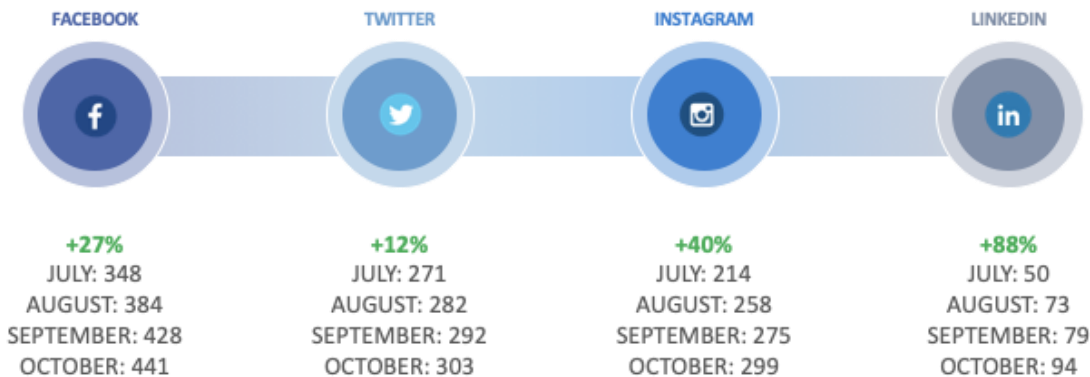 FACEBOOK
TWITTER
INSTAGRAM
LINKEDIN
f
in
+27%
JULY: 348
AUGUST: 384
SEPTEMBER: 428
OCTOBER: 441
+12%
JULY: 271
AUGUST: 282
SEPTEMBER: 292
OCTOBER: 303
+40%
JULY: 214
AUGUST: 258
SEPTEMBER: 275
OCTOBER: 299
+88%
JULY: 50
AUGUST: 73
SEPTEMBER: 79
OCTOBER: 94